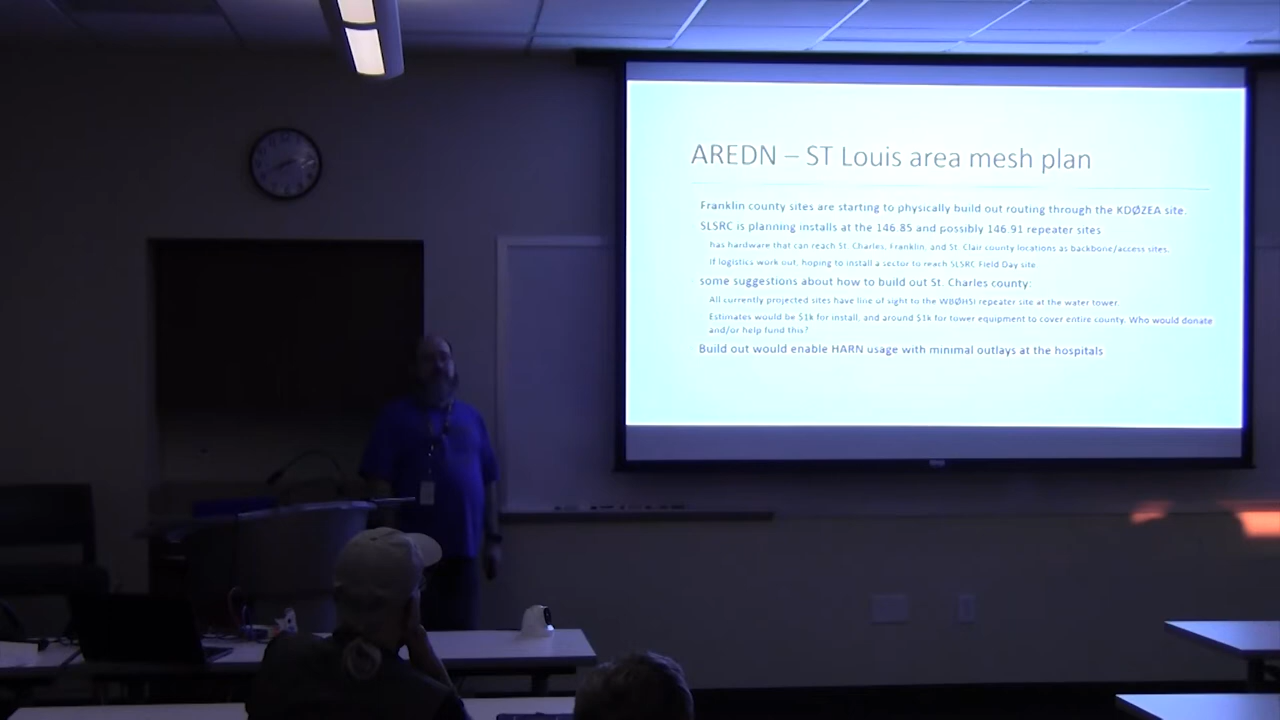 AREDN – ST Louis area mesh plan
Franklin county sites are starting to physically build out routing through the KDØZEA site.
SLSRC is planning installs at the 146.85 and possibly 146.91 repeater sites
has hardware that can reach St. Charles, Franklin, and St. Clair county locations as backbone/access sites.
If logistics work out, hoping to install a sector to reach SLSRC Field Day site.
some suggestions about how to build out St. Charles county:
All currently projected sites have line of sight to the WBØHSI repeater site at the water tower.
Estimates would be $1k for install, and around $1k for tower equipment to cover entire county. Who would donate
and/or help fund this?
Build out would enable HARN usage with minimal outlays at the hospitals